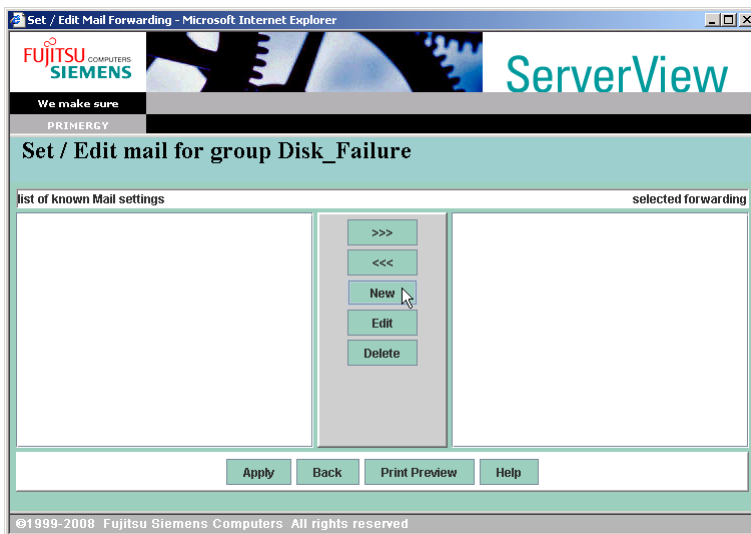 Set / Edit Mail Forwarding - Microsoft Internet Explorer
FUJITSU COMPUTERS
SIEMENS
ServerView
We make sure
PRIMERGY
Set / Edit mail for group Disk_Failure
list of known Mail settings
selected forwarding
>>>
<<<
New
Edit
Delete
Apply
Back
Print Preview
Help
©1999-2008 Fujitsu Siemens Computers All rights reserved